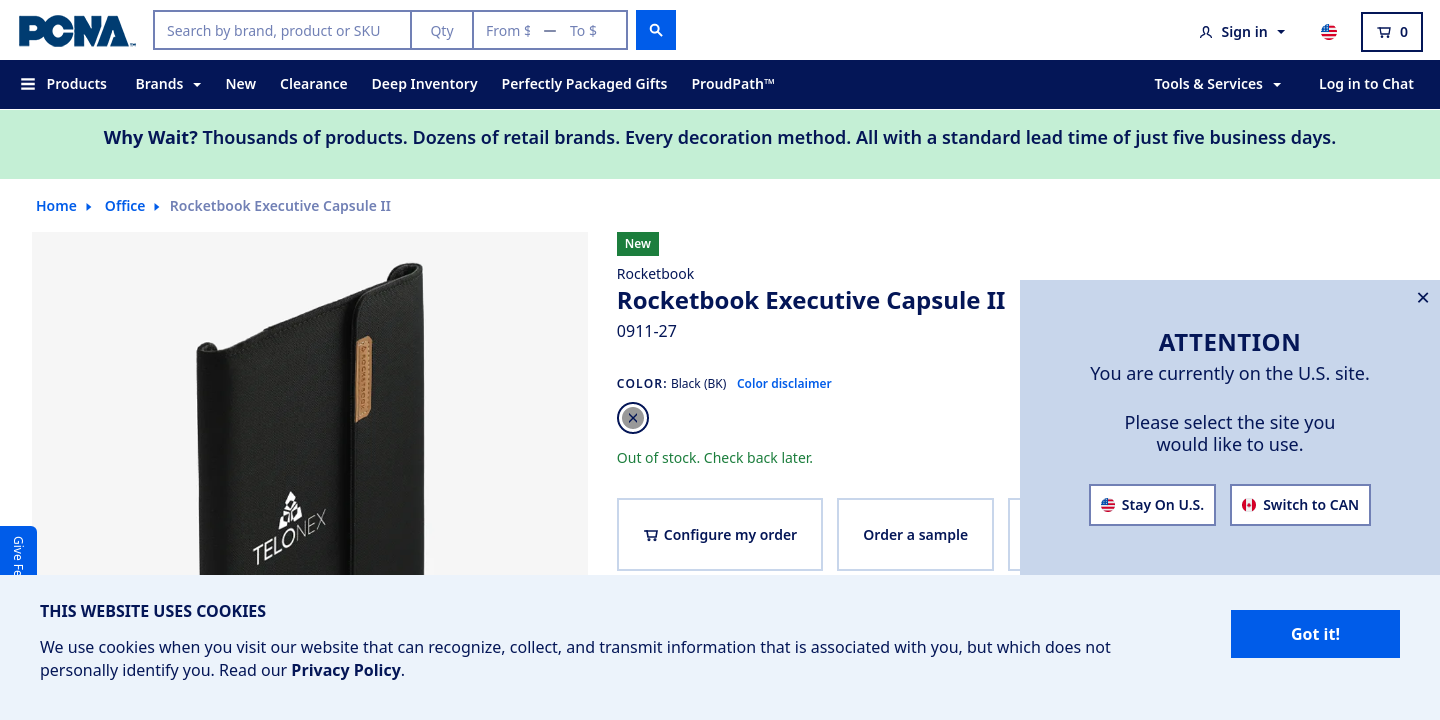 PCNA™
Search by brand, product or SKU
Qty
From $ — To $
Sign in
0
Products
Brands
New
Clearance
Deep Inventory
Perfectly Packaged Gifts
ProudPath™
Tools & Services
Log in to Chat
Why Wait? Thousands of products. Dozens of retail brands. Every decoration method. All with a standard lead time of just five business days.
Home
Office
Rocketbook Executive Capsule II
TELONEX
New
Rocketbook
Rocketbook Executive Capsule II
0911-27
COLOR: Black (BK) Color disclaimer
Out of stock. Check back later.
Configure my order
Order a sample
ATTENTION
You are currently on the U.S. site.
Please select the site you
would like to use.
Stay On U.S.
Switch to CAN
Give Fe
THIS WEBSITE USES COOKIES
We use cookies when you visit our website that can recognize, collect, and transmit information that is associated with you, but which does not
personally identify you. Read our Privacy Policy.
Got it!